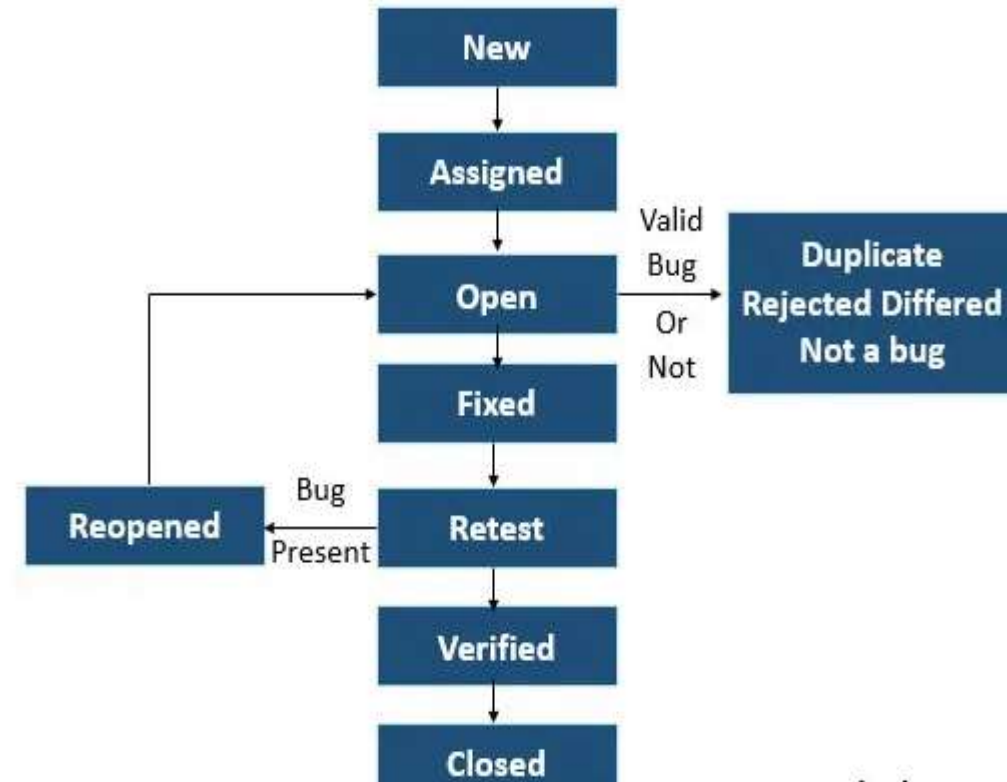 New
Assigned
Valid
Bug
Or
Not
Duplicate
Rejected Differed
Not a bug
Open
Fixed
Reopened
Bug
Present
Retest
Verified
Closed